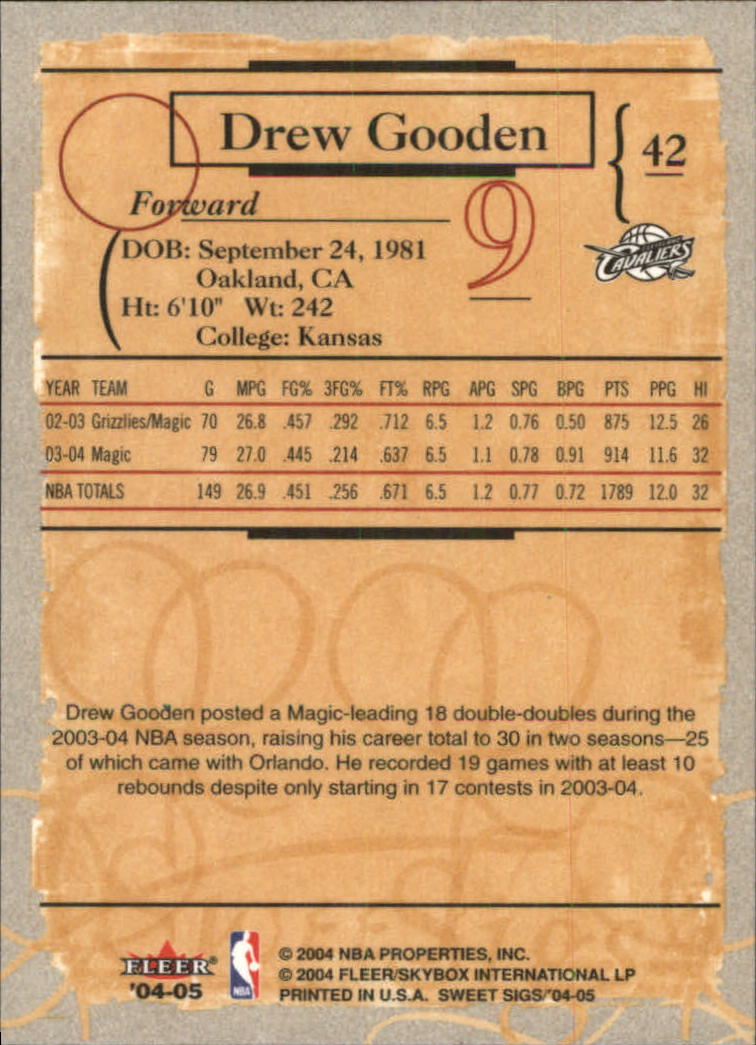 Drew Gooden
42
Forward
9
DOB: September 24, 1981
Oakland, CA
Ht: 6'10" Wt: 242
College: Kansas
CAVALIERS
YEAR TEAM G MPG FG% 3FG% FT% RPG APG SPG BPG PTS PPG HI
02-03 Grizzlies/Magic 70 26.8 .457 .292 .712 6.5 1.2 0.76 0.50 875 12.5 26
03-04 Magic 79 27.0 .445 .214 .637 6.5 1.1 0.78 0.91 914 11.6 32
NBA TOTALS 149 26.9 .451 .256 .671 6.5 1.2 0.77 0.72 1789 12.0 32
Drew Gooden posted a Magic-leading 18 double-doubles during the
2003-04 NBA season, raising his career total to 30 in two seasons—25
of which came with Orlando. He recorded 19 games with at least 10
rebounds despite only starting in 17 contests in 2003-04.
FLEER®
'04-05
NBA
© 2004 NBA PROPERTIES, INC.
© 2004 FLEER/SKYBOX INTERNATIONAL LP
PRINTED IN U.S.A. SWEET SIGS/'04-05